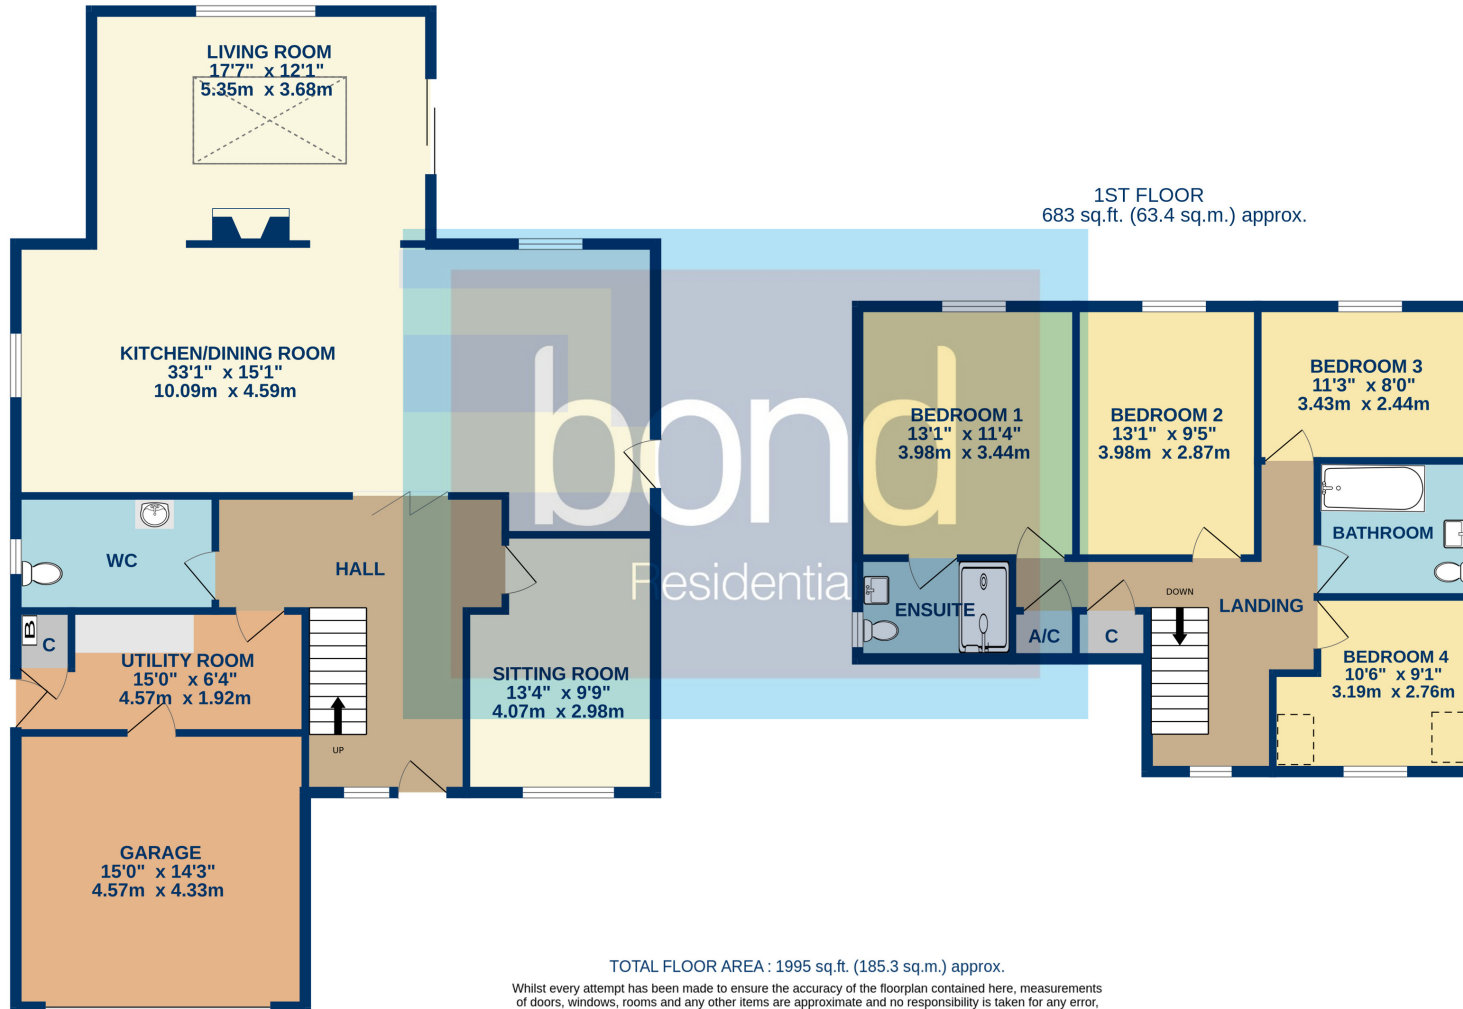 LIVING ROOM
17'7" x 12'1"
5.35m x 3.68m
KITCHEN/DINING ROOM
33'1" x 15'1"
10.09m x 4.59m
WC
HALL
B
C
UTILITY ROOM
15'0" x 6'4"
4.57m x 1.92m
UP
SITTING ROOM
13'4" x 9'9"
4.07m x 2.98m
GARAGE
15'0" x 14'3"
4.57m x 4.33m
bond
Residential
1ST FLOOR
683 sq.ft. (63.4 sq.m.) approx.
BEDROOM 1
13'1" x 11'4"
3.98m x 3.44m
BEDROOM 2
13'1" x 9'5"
3.98m x 2.87m
BEDROOM 3
11'3" x 8'0"
3.43m x 2.44m
BATHROOM
ENSUITE
A/C
C
DOWN
LANDING
BEDROOM 4
10'6" x 9'1"
3.19m x 2.76m
TOTAL FLOOR AREA : 1995 sq.ft. (185.3 sq.m.) approx.
Whilst every attempt has been made to ensure the accuracy of the floorplan contained here, measurements
of doors, windows, rooms and any other items are approximate and no responsibility is taken for any error,